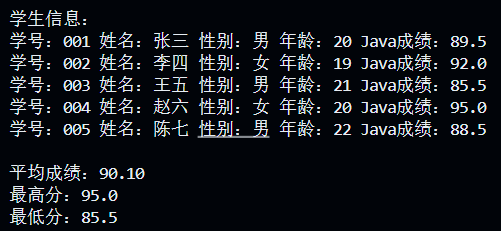 学生信息：
学号：001 姓名：张三 性别：男 年龄：20 Java成绩：89.5
学号：002 姓名：李四 性别：女 年龄：19 Java成绩：92.0
学号：003 姓名：王五 性别：男 年龄：21 Java成绩：85.5
学号：004 姓名：赵六 性别：女 年龄：20 Java成绩：95.0
学号：005 姓名：陈七 性别：男 年龄：22 Java成绩：88.5
平均成绩：90.10
最高分：95.0
最低分：85.5